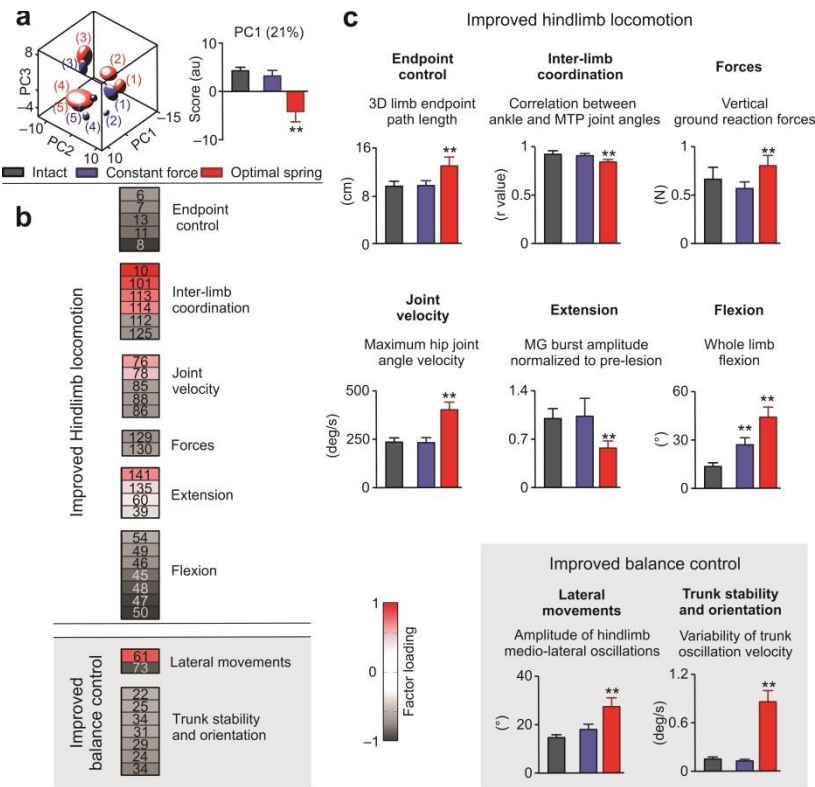 a
(3)
(3)
(2)
(1)
(1)
(4)
(5)
(5)
(4)
(2)
8
−4
PC3
−10
PC2
10
10
PC1
−15
PC1 (21%)
10
0
−10
Score (au)
**
Intact
Constant force
Optimal spring
b
Improved Hindlimb locomotion
6
7
13
11
8
Endpoint
control
10
101
113
114
112
125
Inter-limb
coordination
76
78
85
88
86
Joint
velocity
129
130
Forces
141
135
60
39
Extension
54
49
46
45
48
47
50
Flexion
Improved
balance control
61
73
Lateral movements
22
25
34
31
29
24
34
Trunk stability
and orientation
1
0
−1
Factor loading
c
Improved hindlimb locomotion
Endpoint
control
3D limb endpoint
path length
16
8
0
(cm)
**
Inter-limb
coordination
Correlation between
ankle and MTP joint angles
1
0.5
0
(r value)
**
Forces
Vertical
ground reaction forces
1
0.5
0
(N)
**
Joint
velocity
Maximum hip joint
angle velocity
500
250
0
(deg/s)
**
Extension
MG burst amplitude
normalized to pre-lesion
1.4
0.7
0
**
Flexion
Whole limb
flexion
60
30
0
(°)
**
**
Improved balance control
Lateral
movements
Amplitude of hindlimb
medio-lateral oscillations
40
20
0
(°)
**
Trunk stability
and orientation
Variability of trunk
oscillation velocity
1.2
0.6
0
(deg/s)
**